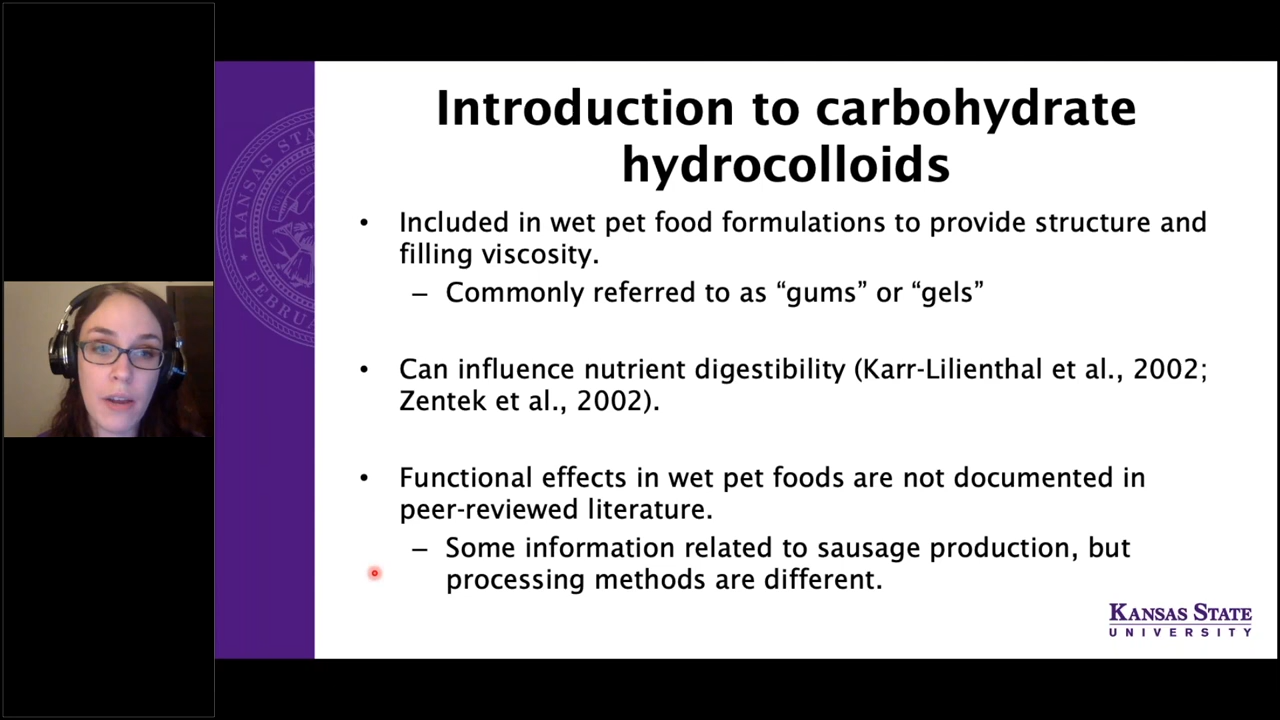 Introduction to carbohydrate
hydrocolloids
• Included in wet pet food formulations to provide structure and
filling viscosity.
– Commonly referred to as “gums” or “gels”
• Can influence nutrient digestibility (Karr-Lilienthal et al., 2002;
Zentek et al., 2002).
• Functional effects in wet pet foods are not documented in
peer-reviewed literature.
– Some information related to sausage production, but
processing methods are different.
KANSAS STATE
UNIVERSITY